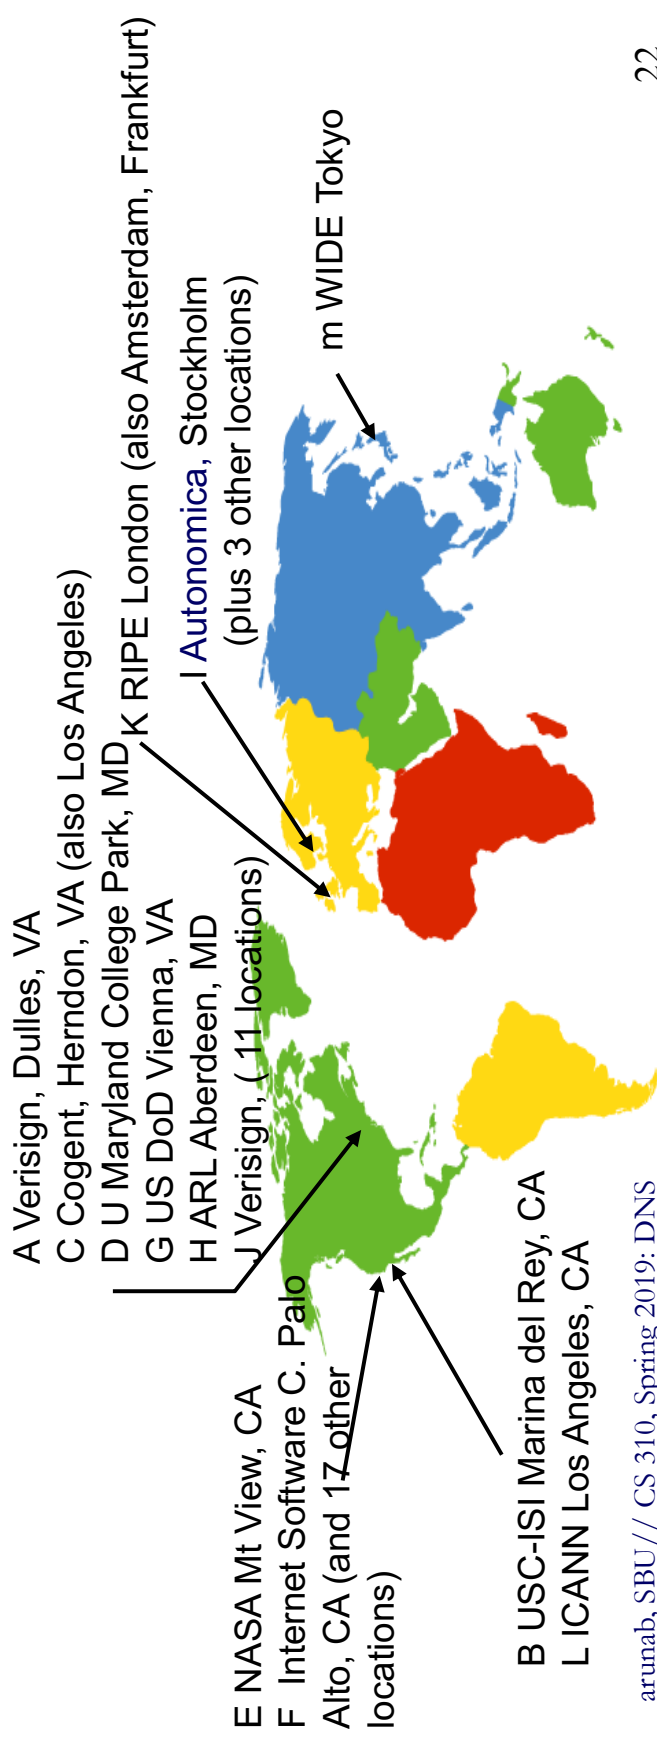 A Verisign, Dulles, VA
C Cogent, Herndon, VA (also Los Angeles)
D U Maryland College Park, MD
G US DoD Vienna, VA
H ARL Aberdeen, MD
J Verisign, ( 11 locations)
K RIPE London (also Amsterdam, Frankfurt)
I Autonomica, Stockholm
(plus 3 other locations)
m WIDE Tokyo
E NASA Mt View, CA
F Internet Software C. Palo
Alto, CA (and 17 other
locations)
B USC-ISI Marina del Rey, CA
L ICANN Los Angeles, CA
arunab, SBU// CS 310, Spring 2019: DNS
22